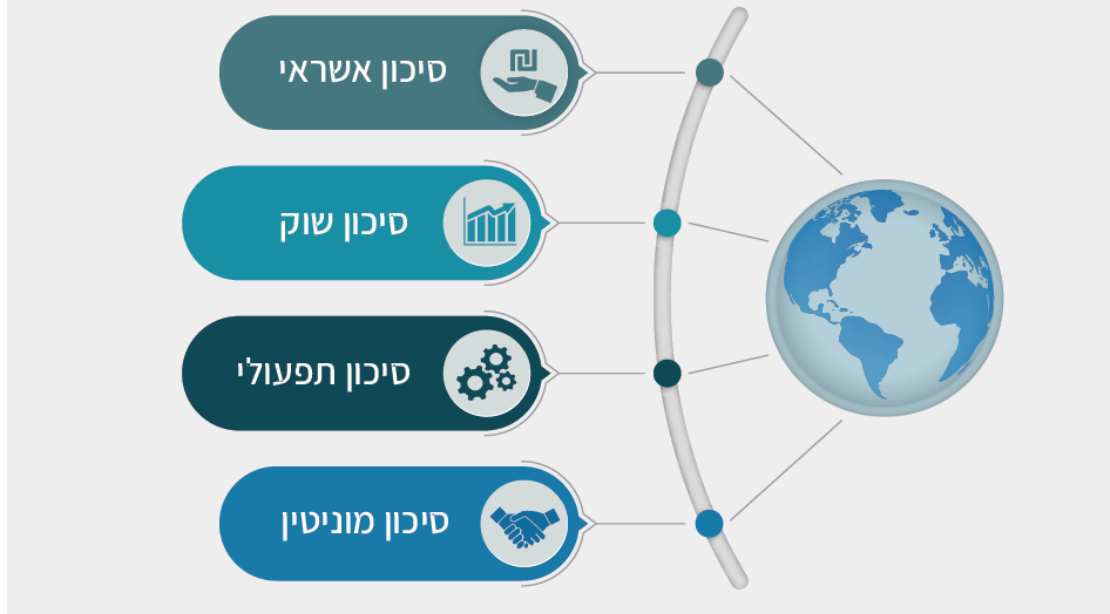 סיכון אשראי
סיכון שוק
סיכון תפעולי
סיכון מוניטין